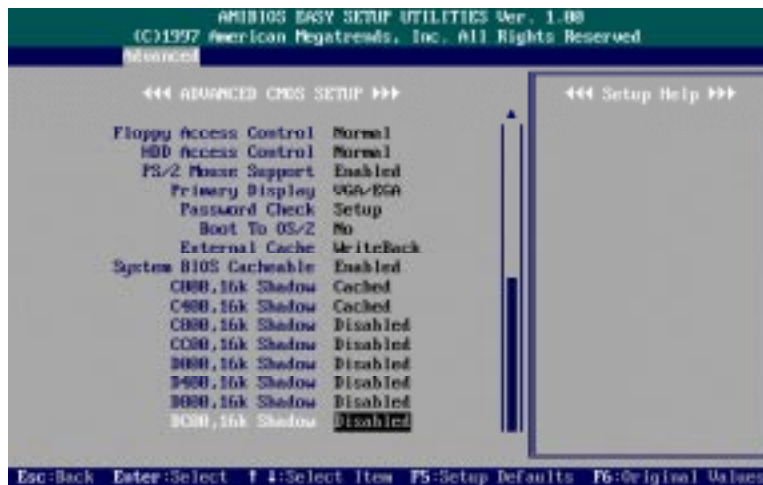 AMIBIOS EASY SETUP UTILITIES Ver. 1.00
(C)1997 American Megatrends, Inc. All Rights Reserved
Advanced
◄◄◄ ADVANCED CMOS SETUP ►►►
◄◄◄ Setup Help ►►►
Floppy Access Control Normal
HDD Access Control Normal
PS/2 Mouse Support Enabled
Primary Display VGA/EGA
Password Check Setup
Boot To OS/2 No
External Cache WriteBack
System BIOS Cacheable Enabled
C000,16k Shadow Cached
C400,16k Shadow Cached
C800,16k Shadow Disabled
CC00,16k Shadow Disabled
D000,16k Shadow Disabled
D400,16k Shadow Disabled
D800,16k Shadow Disabled
DC00,16k Shadow Disabled
Esc:Back Enter:Select ↑ ↓:Select Item F5:Setup Defaults F6:Original Values